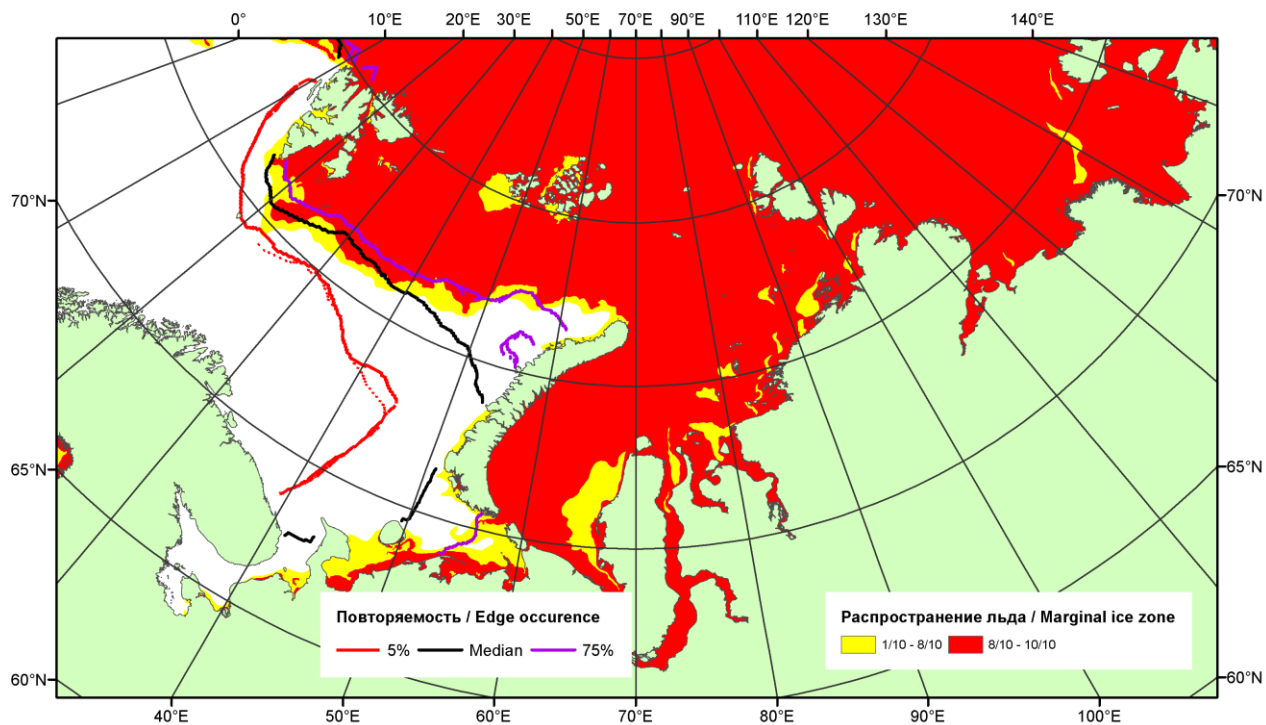 0° 10°E 20°E 30°E 50°E 70°E 90°E 110°E 120°E 130°E 140°E
70°N 70°N
65°N 65°N
60°N 60°N
Повторяемость / Edge occurence
5% Median 75%
Распространение льда / Marginal ice zone
1/10 - 8/10 8/10 - 10/10
40°E 50°E 60°E 70°E 80°E 90°E 100°E